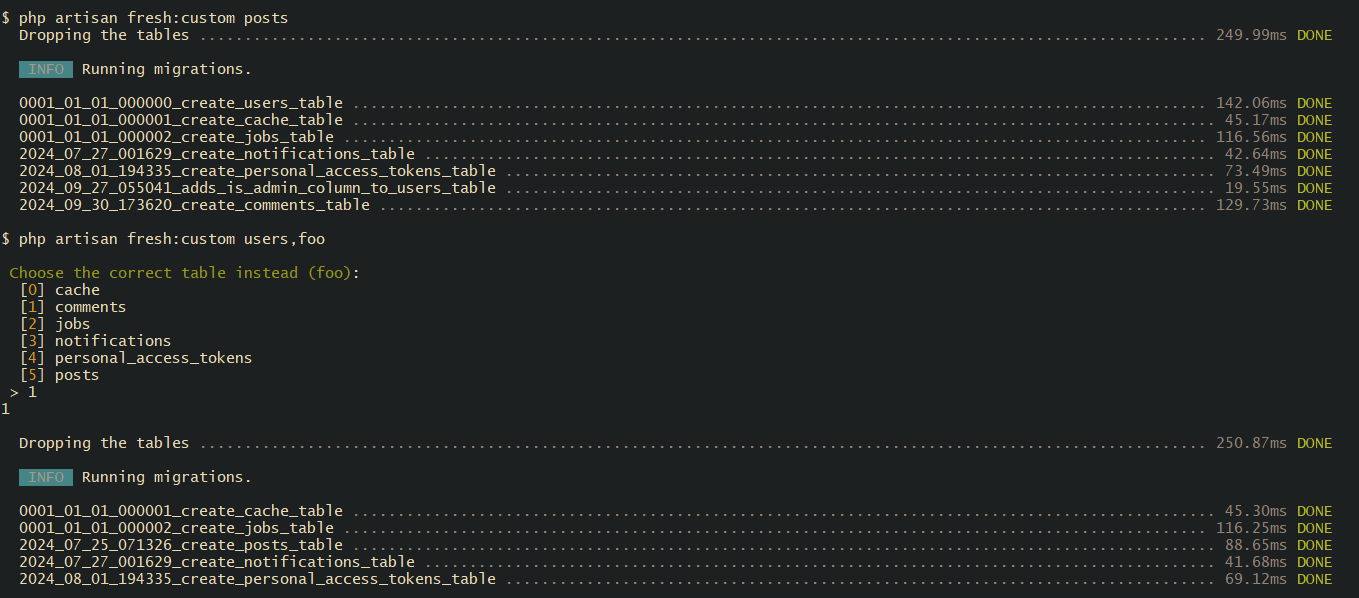 $ php artisan fresh:custom posts
Dropping the tables ........................................................................................................................ 249.99ms DONE
INFO Running migrations.
0001_01_01_000000_create_users_table ............................................................................................... 142.06ms DONE
0001_01_01_000001_create_cache_table ................................................................................................ 45.17ms DONE
0001_01_01_000002_create_jobs_table ................................................................................................ 116.56ms DONE
2024_07_27_001629_create_notifications_table ........................................................................................ 42.64ms DONE
2024_08_01_194335_create_personal_access_tokens_table ............................................................................... 73.49ms DONE
2024_09_27_055041_adds_is_admin_column_to_users_table ............................................................................... 19.55ms DONE
2024_09_30_173620_create_comments_table ............................................................................................ 129.73ms DONE
$ php artisan fresh:custom users,foo
Choose the correct table instead (foo):
[0] cache
[1] comments
[2] jobs
[3] notifications
[4] personal_access_tokens
[5] posts
> 1
1
Dropping the tables ........................................................................................................................ 250.87ms DONE
INFO Running migrations.
0001_01_01_000001_create_cache_table ................................................................................................ 45.30ms DONE
0001_01_01_000002_create_jobs_table ................................................................................................ 116.25ms DONE
2024_07_25_071326_create_posts_table ................................................................................................ 88.65ms DONE
2024_07_27_001629_create_notifications_table ........................................................................................ 41.68ms DONE
2024_08_01_194335_create_personal_access_tokens_table ............................................................................... 69.12ms DONE